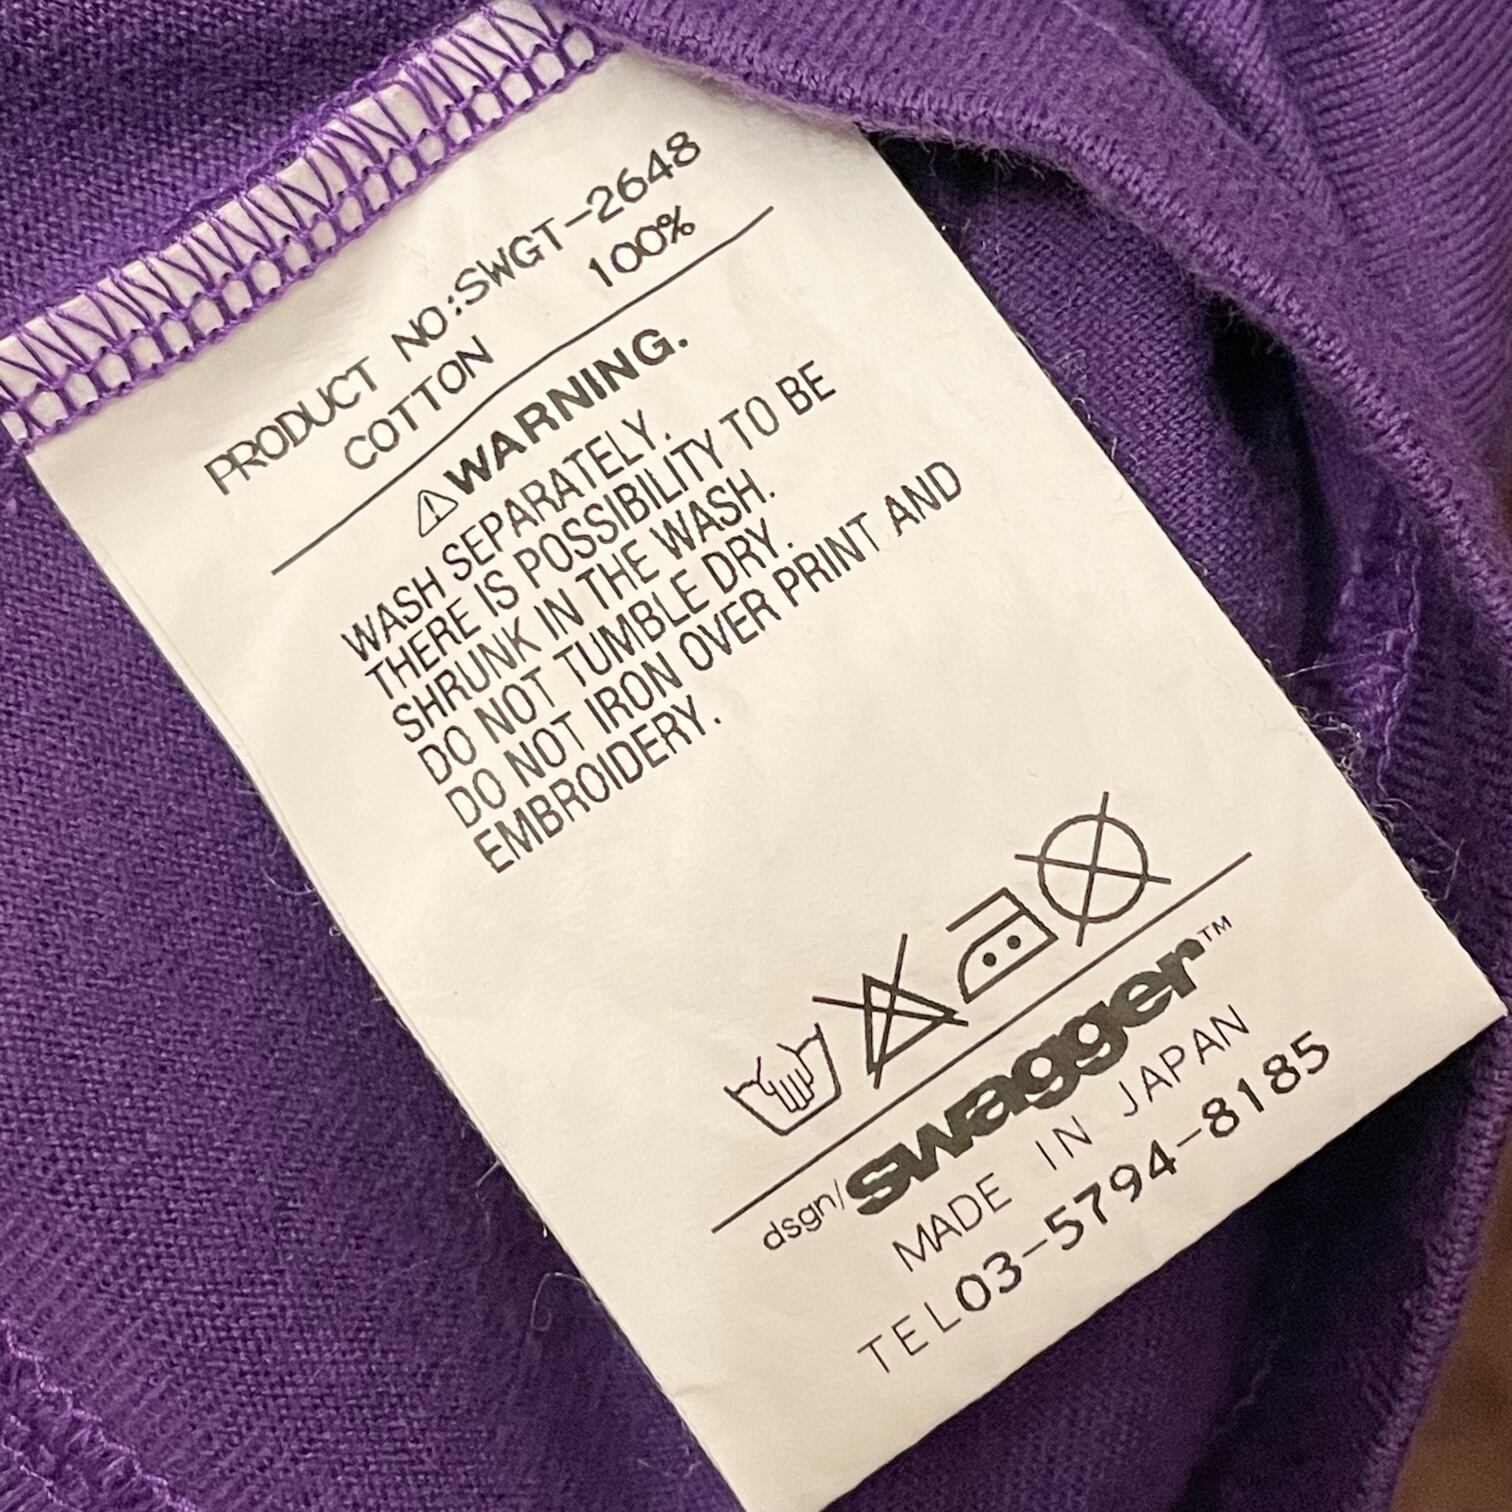 PRODUCT NO:SWGT-2648
COTTON 100%
⚠WARNING.
WASH SEPARATELY.
THERE IS POSSIBILITY TO BE
SHRUNK IN THE WASH.
DO NOT TUMBLE DRY.
DO NOT IRON OVER PRINT AND
EMBROIDERY.
dsgn/swagger™
MADE IN JAPAN
TEL03-5794-8185